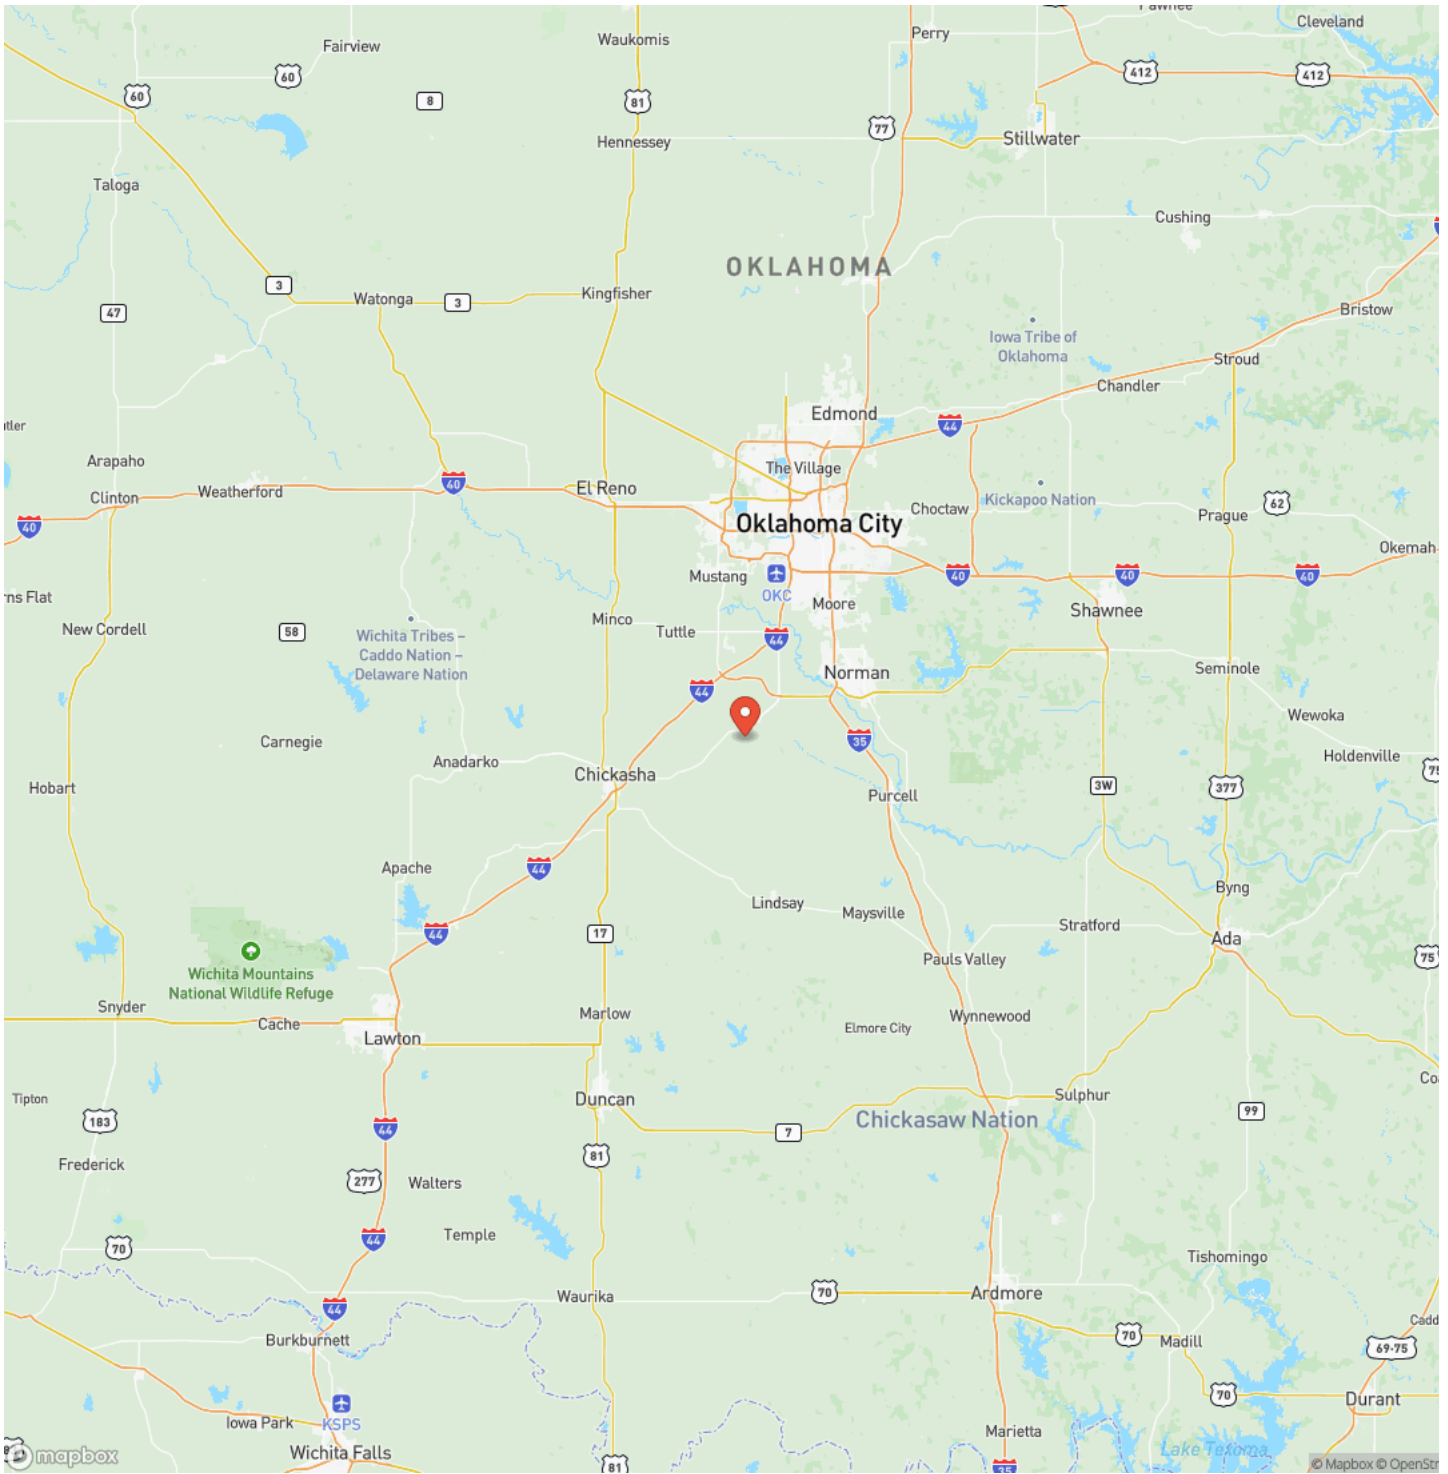 Pawnee
Cleveland
Perry
Waukomis
Fairview
60
60
8
81
412
412
77
Hennessey
Stillwater
Taloga
Cushing
OKLAHOMA
3
Watonga
3
Kingfisher
47
Bristow
Iowa Tribe of
Oklahoma
Stroud
Chandler
Edmond
44
Arapaho
The Village
40
El Reno
Weatherford
Clinton
Kickapoo Nation
62
Choctaw
Prague
Oklahoma City
40
Okemah
Mustang
OKC
40
40
40
rns Flat
Moore
Shawnee
New Cordell
58
Minco
Tuttle
44
Wichita Tribes –
Caddo Nation –
Delaware Nation
Norman
Seminole
44
Wewoka
35
Carnegie
Anadarko
Chickasha
Holdenville
75
Hobart
Purcell
3W
377
Apache
44
Byng
Lindsay
Maysville
Stratford
44
17
Ada
Pauls Valley
75
Wichita Mountains
National Wildlife Refuge
Snyder
Cache
Marlow
Wynnewood
Elmore City
Lawton
Co
Tipton
Duncan
Sulphur
183
Chickasaw Nation
99
44
7
81
Frederick
277
Walters
Temple
44
70
Tishomingo
Waurika
70
Ardmore
44
Burkburnett
70
Madill
Cadd
69-75
70
Durant
KSPS
Iowa Park
Marietta
Wichita Falls
Lake Texoma
81
35
mapbox
© Mapbox © OpenStr